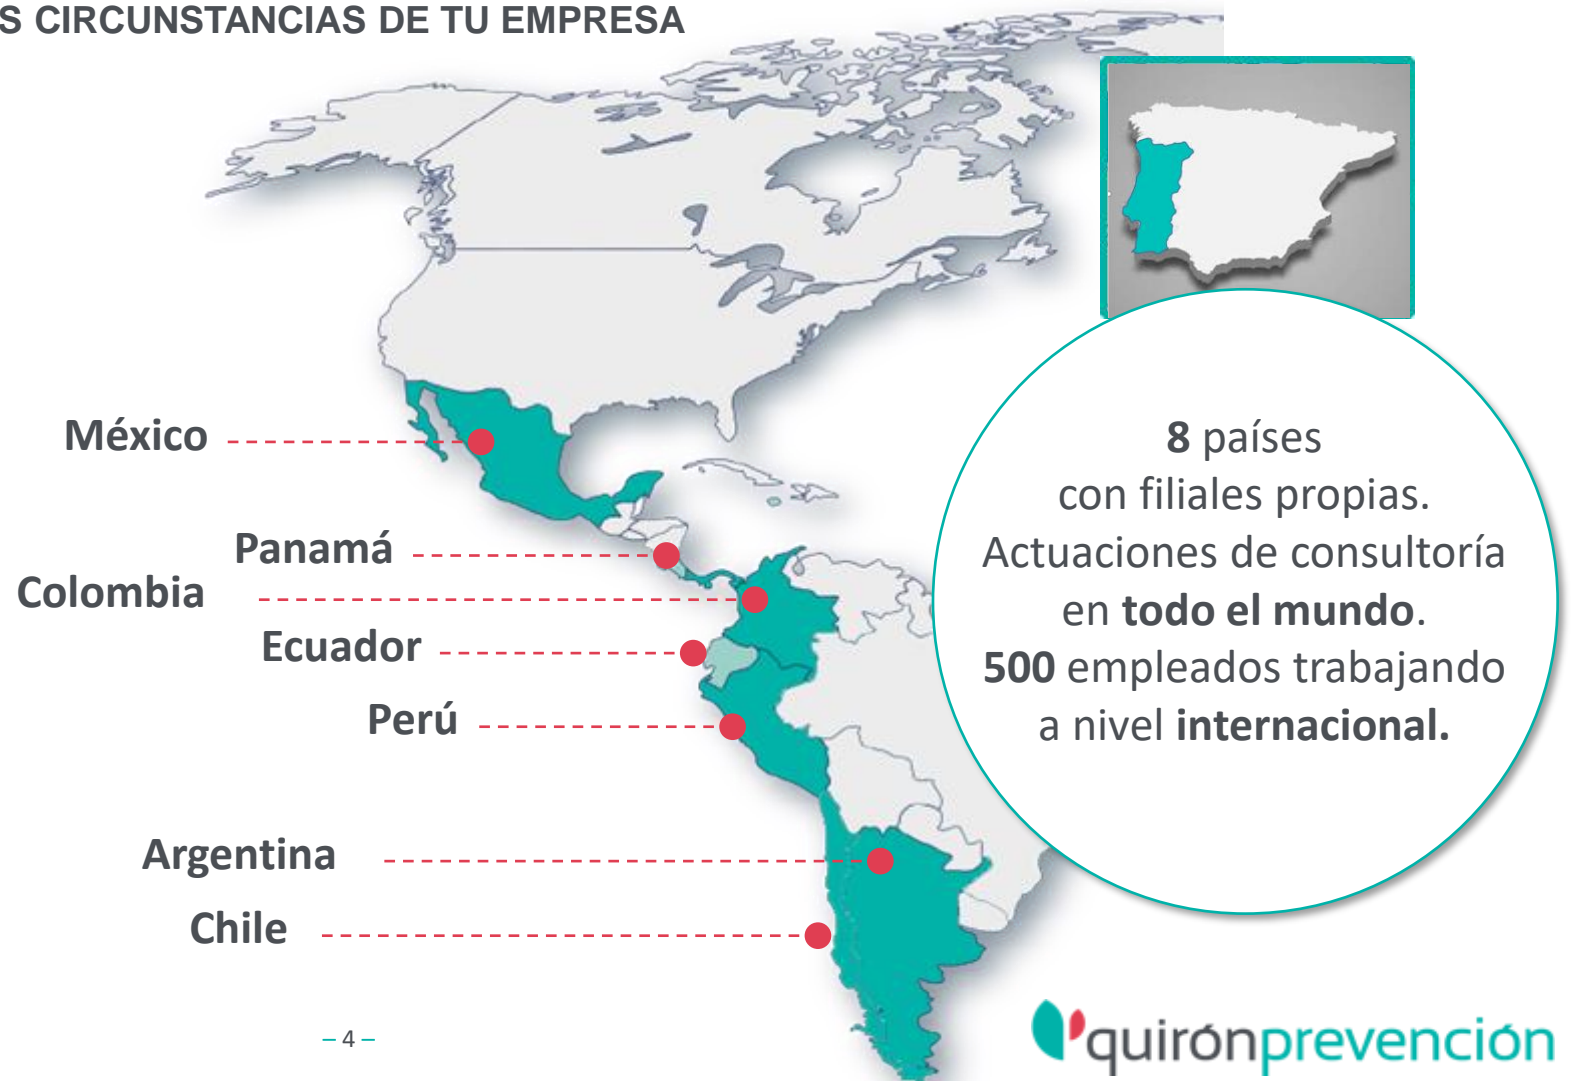 S CIRCUNSTANCIAS DE TU EMPRESA
México
Panamá
Colombia
Ecuador
Perú
Argentina
Chile
8 países
con filiales propias.
Actuaciones de consultoría
en todo el mundo.
500 empleados trabajando
a nivel internacional.
– 4 –
quirónprevención